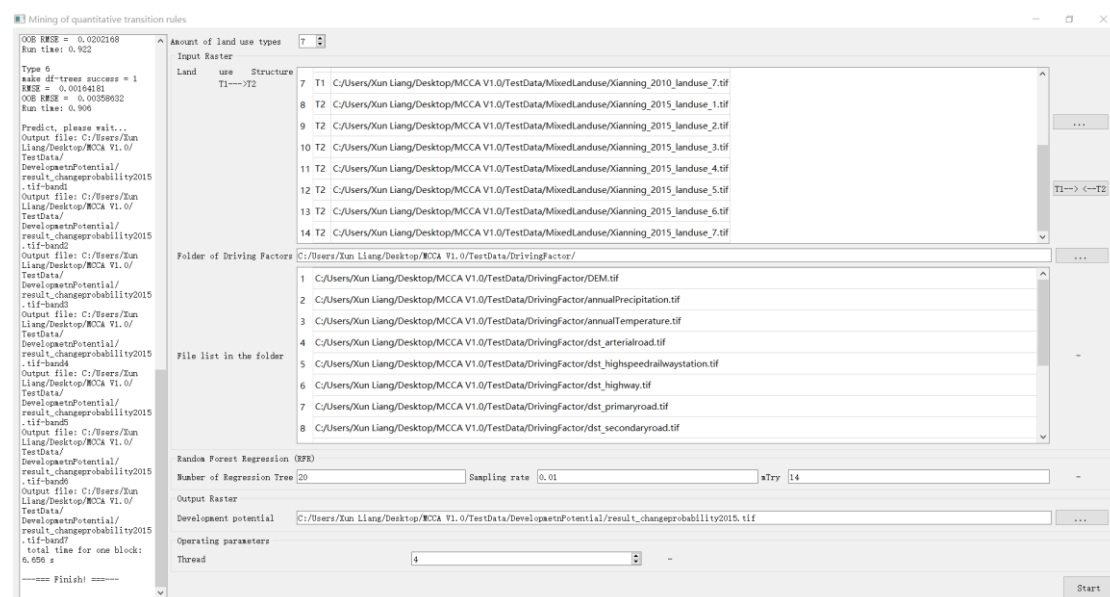 Mining of quantitative transition rules
OOB RMSE =  0.0202168
Run time: 0.922
Type 6
make df-trees success = 1
RMSE =  0.00164181
OOB RMSE =  0.00358632
Run time: 0.906
Predict, please wait...
Output file: C:/Users/Xun
Liang/Desktop/MCCA V1.0/
TestData/
DevelopmetnPotential/
result_changeprobability2015
.tif-band1
Output file: C:/Users/Xun
Liang/Desktop/MCCA V1.0/
TestData/
DevelopmetnPotential/
result_changeprobability2015
.tif-band2
Output file: C:/Users/Xun
Liang/Desktop/MCCA V1.0/
TestData/
DevelopmetnPotential/
result_changeprobability2015
.tif-band3
Output file: C:/Users/Xun
Liang/Desktop/MCCA V1.0/
TestData/
DevelopmetnPotential/
result_changeprobability2015
.tif-band4
Output file: C:/Users/Xun
Liang/Desktop/MCCA V1.0/
TestData/
DevelopmetnPotential/
result_changeprobability2015
.tif-band5
Output file: C:/Users/Xun
Liang/Desktop/MCCA V1.0/
TestData/
DevelopmetnPotential/
result_changeprobability2015
.tif-band6
Output file: C:/Users/Xun
Liang/Desktop/MCCA V1.0/
TestData/
DevelopmetnPotential/
result_changeprobability2015
.tif-band7
total time for one block:
6.656 s
---=== Finish! ===---
Amount of land use types 7
Input Raster
Land use Structure
T1--->T2
7 T1 C:/Users/Xun Liang/Desktop/MCCA V1.0/TestData/MixedLanduse/Xianning_2010_landuse_7.tif
8 T2 C:/Users/Xun Liang/Desktop/MCCA V1.0/TestData/MixedLanduse/Xianning_2015_landuse_1.tif
9 T2 C:/Users/Xun Liang/Desktop/MCCA V1.0/TestData/MixedLanduse/Xianning_2015_landuse_2.tif
10 T2 C:/Users/Xun Liang/Desktop/MCCA V1.0/TestData/MixedLanduse/Xianning_2015_landuse_3.tif
11 T2 C:/Users/Xun Liang/Desktop/MCCA V1.0/TestData/MixedLanduse/Xianning_2015_landuse_4.tif
12 T2 C:/Users/Xun Liang/Desktop/MCCA V1.0/TestData/MixedLanduse/Xianning_2015_landuse_5.tif
13 T2 C:/Users/Xun Liang/Desktop/MCCA V1.0/TestData/MixedLanduse/Xianning_2015_landuse_6.tif
14 T2 C:/Users/Xun Liang/Desktop/MCCA V1.0/TestData/MixedLanduse/Xianning_2015_landuse_7.tif
...
T1--> <--T2
Folder of Driving Factors C:/Users/Xun Liang/Desktop/MCCA V1.0/TestData/DrivingFactor/ ...
File list in the folder
1 C:/Users/Xun Liang/Desktop/MCCA V1.0/TestData/DrivingFactor/DEM.tif
2 C:/Users/Xun Liang/Desktop/MCCA V1.0/TestData/DrivingFactor/annualPrecipitation.tif
3 C:/Users/Xun Liang/Desktop/MCCA V1.0/TestData/DrivingFactor/annualTemperature.tif
4 C:/Users/Xun Liang/Desktop/MCCA V1.0/TestData/DrivingFactor/dst_arterialroad.tif
5 C:/Users/Xun Liang/Desktop/MCCA V1.0/TestData/DrivingFactor/dst_highspeedrailwaystation.tif
6 C:/Users/Xun Liang/Desktop/MCCA V1.0/TestData/DrivingFactor/dst_highway.tif
7 C:/Users/Xun Liang/Desktop/MCCA V1.0/TestData/DrivingFactor/dst_primaryroad.tif
8 C:/Users/Xun Liang/Desktop/MCCA V1.0/TestData/DrivingFactor/dst_secondaryroad.tif
-
Random Forest Regression (RFR)
Number of Regression Tree 20 Sampling rate 0.01 mTry 14 -
Output Raster
Development potential C:/Users/Xun Liang/Desktop/MCCA V1.0/TestData/DevelopmetnPotential/result_changeprobability2015.tif ...
Operating parameters
Thread 4 -
Start